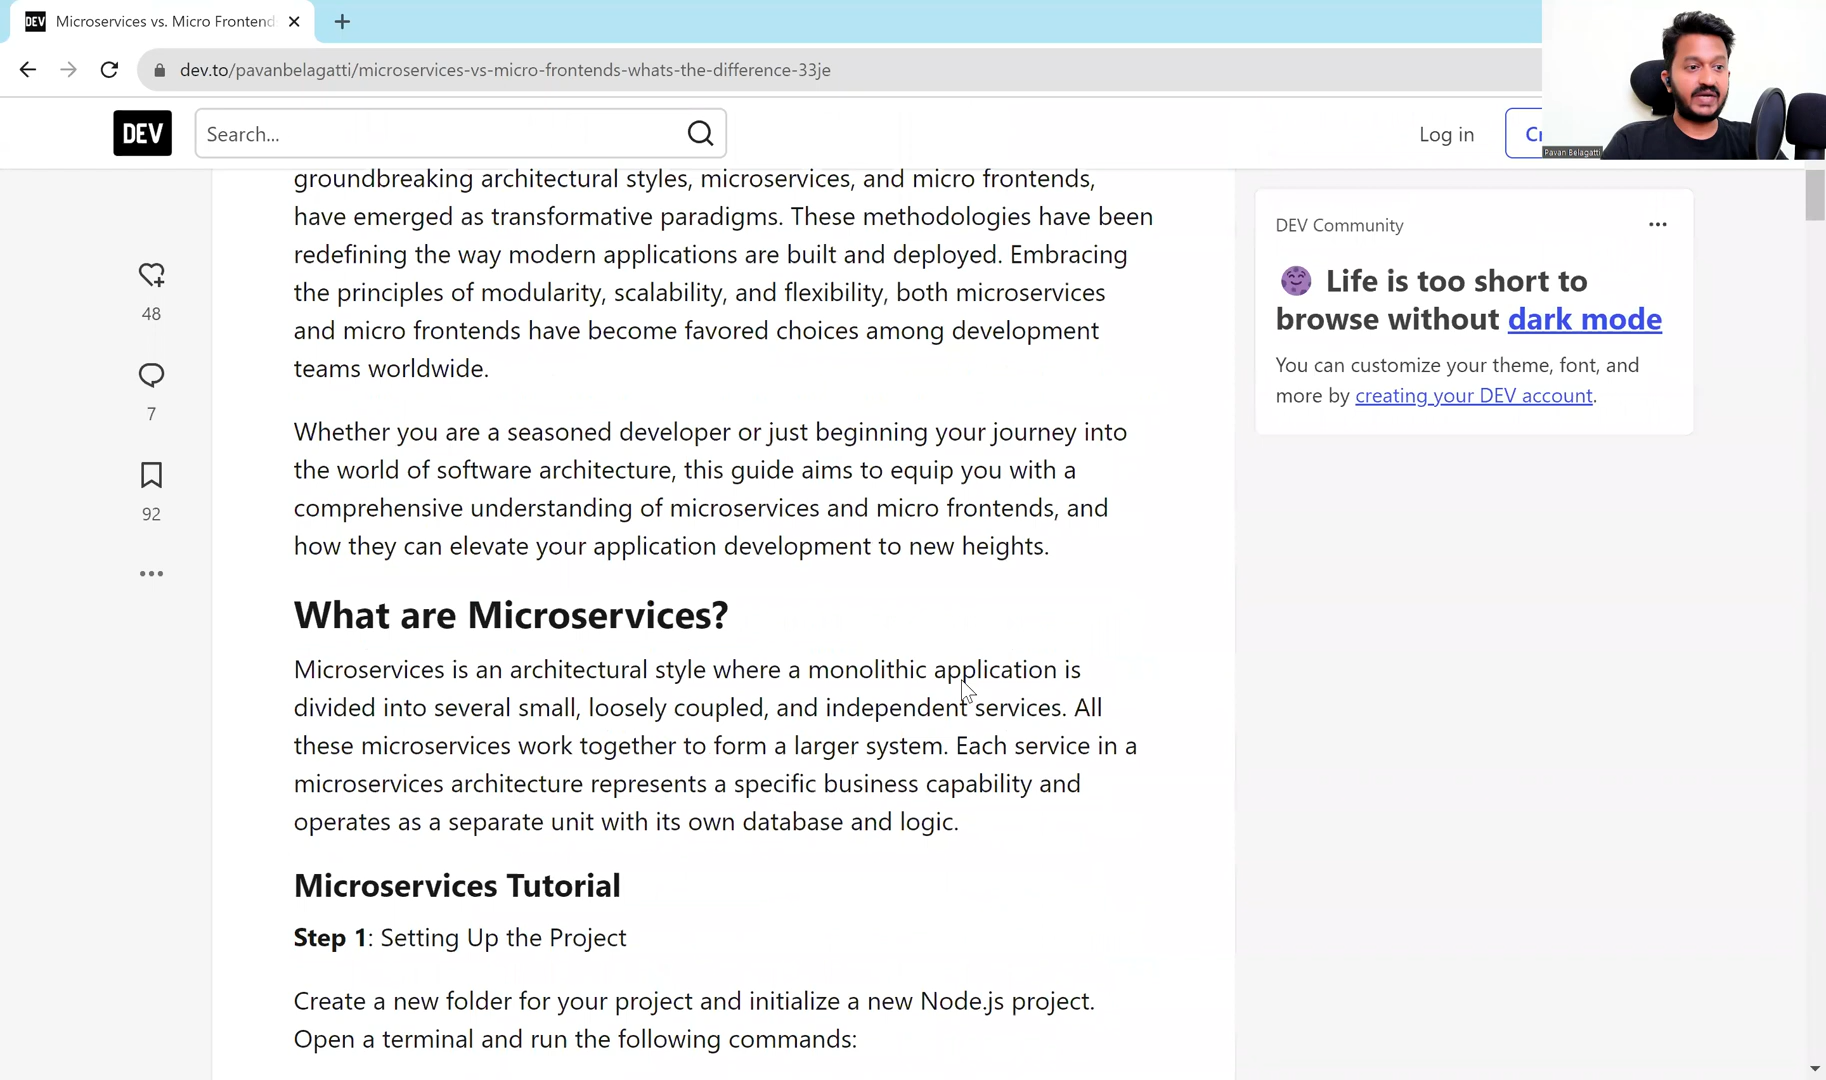 DEV
Microservices vs. Micro Frontend
dev.to/pavanbelagatti/microservices-vs-micro-frontends-whats-the-difference-33je
DEV
Search...
Log in
Cr
Pavan Belagatti
groundbreaking architectural styles, microservices, and micro frontends,
have emerged as transformative paradigms. These methodologies have been
redefining the way modern applications are built and deployed. Embracing
the principles of modularity, scalability, and flexibility, both microservices
and micro frontends have become favored choices among development
teams worldwide.
Whether you are a seasoned developer or just beginning your journey into
the world of software architecture, this guide aims to equip you with a
comprehensive understanding of microservices and micro frontends, and
how they can elevate your application development to new heights.
What are Microservices?
Microservices is an architectural style where a monolithic application is
divided into several small, loosely coupled, and independent services. All
these microservices work together to form a larger system. Each service in a
microservices architecture represents a specific business capability and
operates as a separate unit with its own database and logic.
Microservices Tutorial
Step 1: Setting Up the Project
Create a new folder for your project and initialize a new Node.js project.
Open a terminal and run the following commands:
48
7
92
DEV Community
Life is too short to
browse without dark mode
You can customize your theme, font, and
more by creating your DEV account.